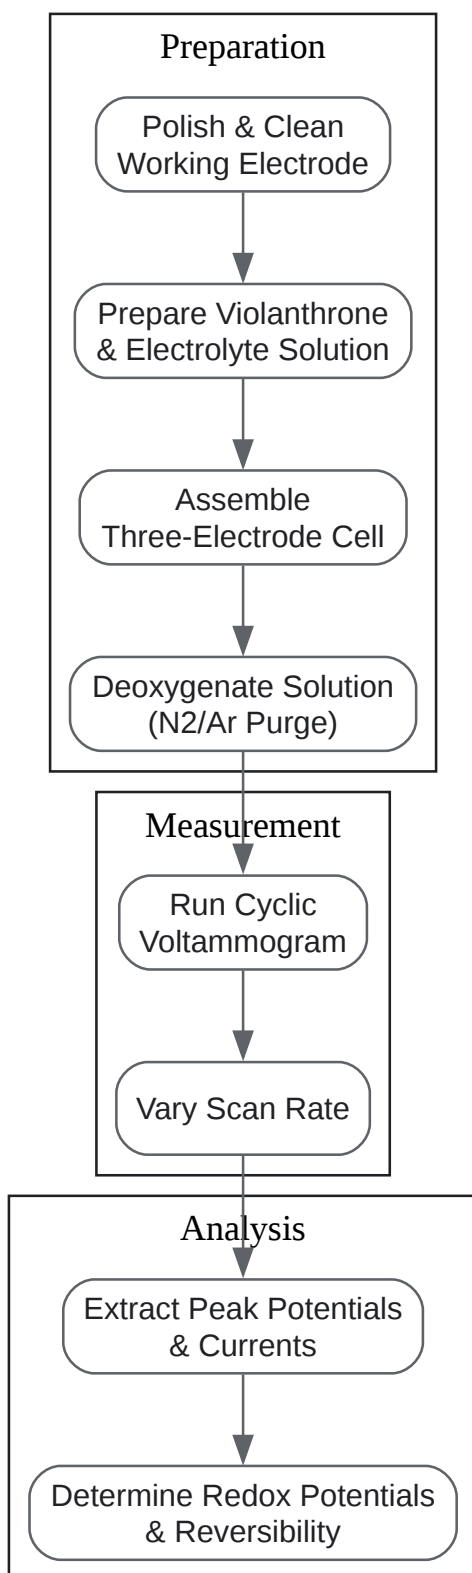 Preparation
Polish & Clean
Working Electrode
Prepare Violanthrone
& Electrolyte Solution
Assemble
Three-Electrode Cell
Deoxygenate Solution
(N2/Ar Purge)
Measurement
Run Cyclic
Voltammogram
Vary Scan Rate
Analysis
Extract Peak Potentials
& Currents
Determine Redox Potentials
& Reversibility